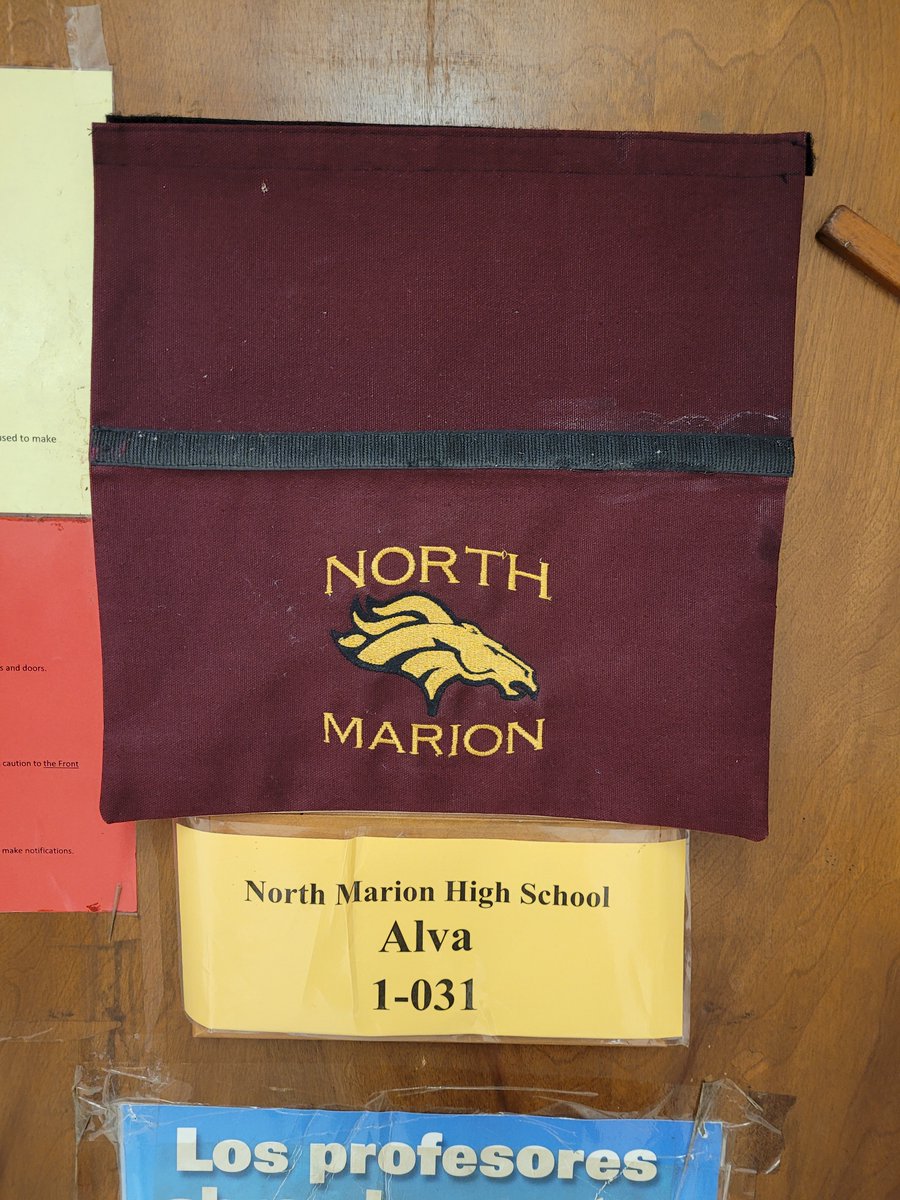 used to make
s and doors.
caution to the Front
make notifications.
NORTH
MARION
North Marion High School
Alva
1-031
Los profesores